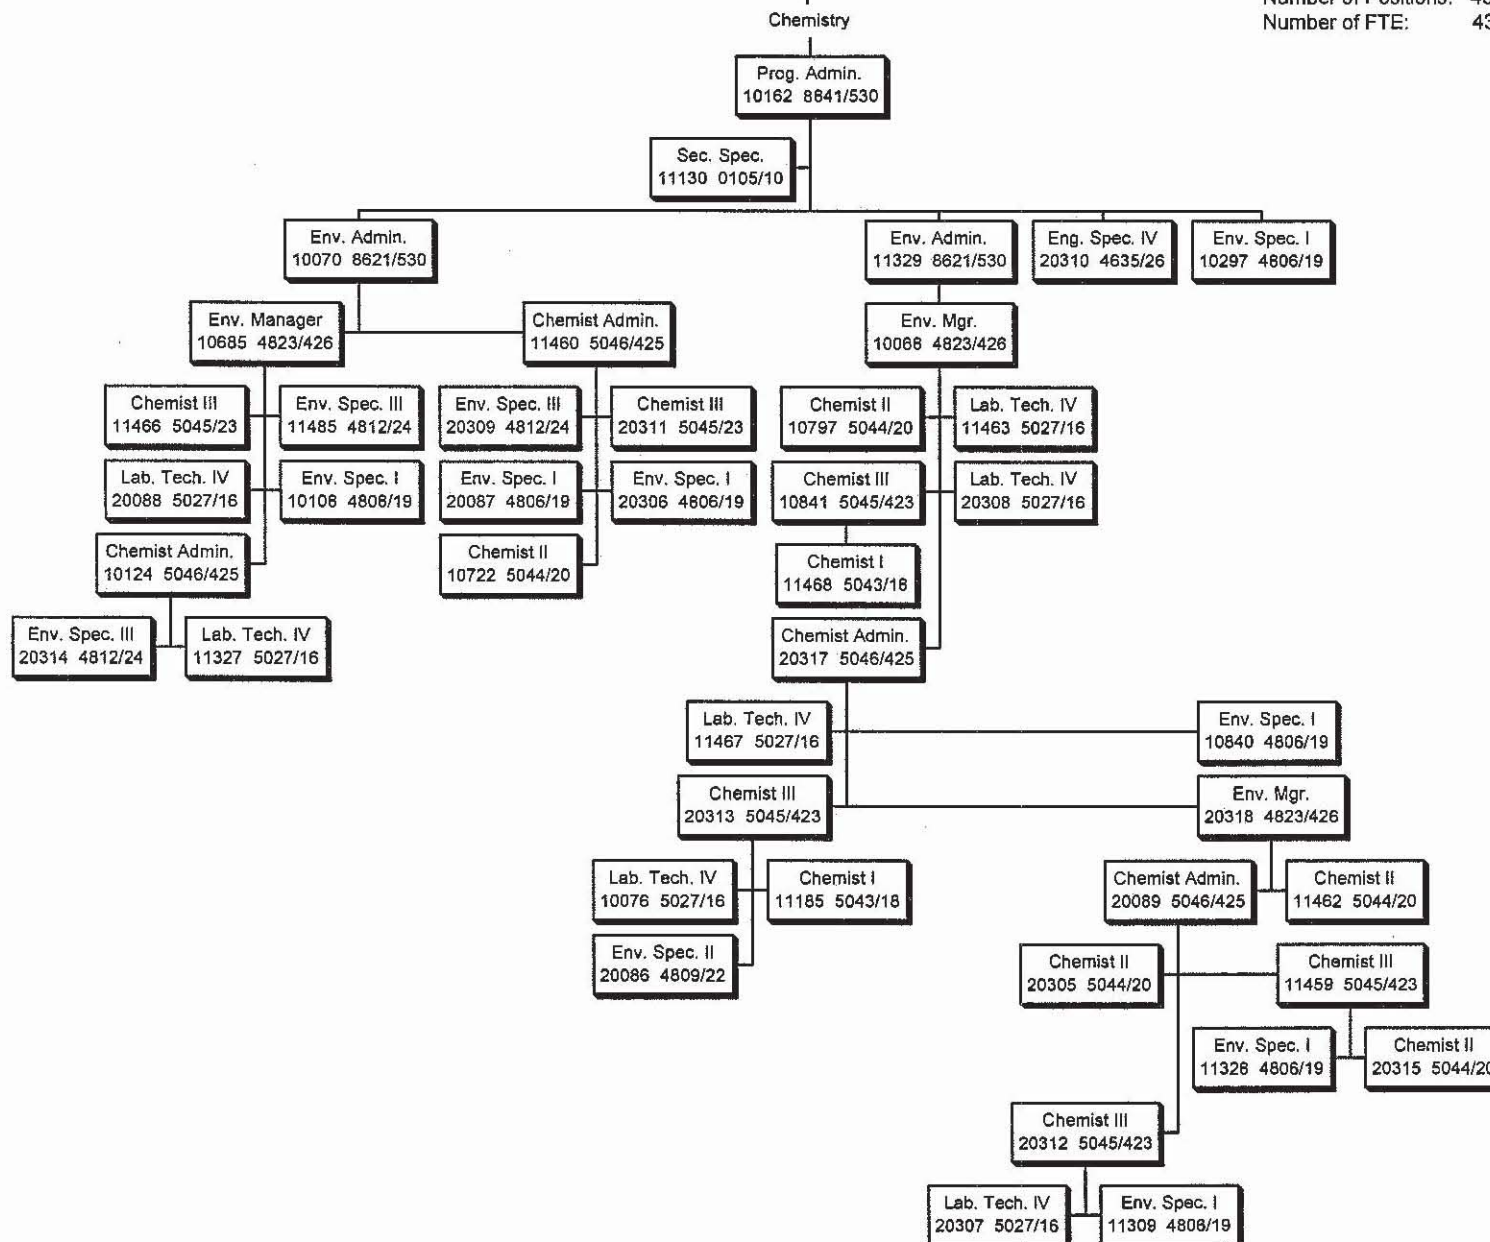 Number of Positions: 43
Number of FTE: 43
Chemistry
Prog. Admin.
10162 8841/530
Sec. Spec.
11130 0105/10
Env. Admin.
10070 8621/530
Env. Admin.
11329 8621/530
Eng. Spec. IV
20310 4635/26
Env. Spec. I
10297 4806/19
Env. Manager
10685 4823/426
Chemist Admin.
11460 5046/425
Env. Mgr.
10068 4823/426
Chemist III
11466 5045/23
Env. Spec. III
11485 4812/24
Env. Spec. III
20309 4812/24
Chemist III
20311 5045/23
Chemist II
10797 5044/20
Lab. Tech. IV
11463 5027/16
Lab. Tech. IV
20088 5027/16
Env. Spec. I
10108 4806/19
Env. Spec. I
20087 4806/19
Env. Spec. I
20306 4806/19
Chemist III
10841 5045/423
Lab. Tech. IV
20308 5027/16
Chemist Admin.
10124 5046/425
Chemist II
10722 5044/20
Chemist I
11468 5043/18
Env. Spec. III
20314 4812/24
Lab. Tech. IV
11327 5027/16
Chemist Admin.
20317 5046/425
Lab. Tech. IV
11467 5027/16
Env. Spec. I
10840 4806/19
Chemist III
20313 5045/423
Env. Mgr.
20318 4823/426
Lab. Tech. IV
10076 5027/16
Chemist I
11185 5043/18
Chemist Admin.
20089 5046/425
Chemist II
11462 5044/20
Env. Spec. II
20086 4809/22
Chemist II
20305 5044/20
Chemist III
11459 5045/423
Env. Spec. I
11328 4806/19
Chemist II
20315 5044/20
Chemist III
20312 5045/423
Lab. Tech. IV
20307 5027/16
Env. Spec. I
11309 4806/19